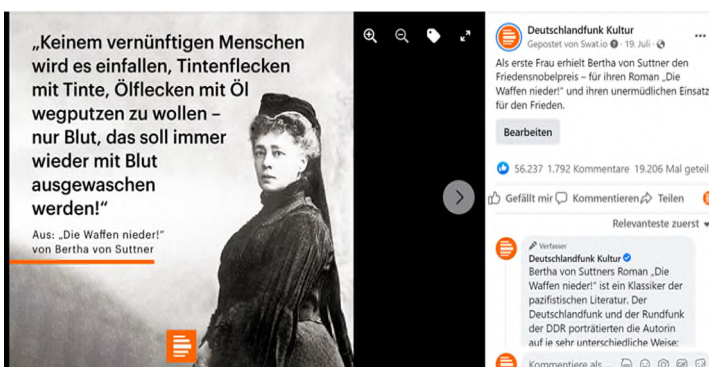 „Keinem vernünftigen Menschen
wird es einfallen, Tintenflecken
mit Tinte, Ölflecken mit Öl
wegputzen zu wollen –
nur Blut, das soll immer
wieder mit Blut
ausgewaschen
werden!“
Aus: „Die Waffen nieder!“
von Bertha von Suttner
Deutschlandfunk Kultur
Gepostet von Swat.io · 19. Juli ·
Als erste Frau erhielt Bertha von Suttner den
Friedensnobelpreis – für ihren Roman „Die
Waffen nieder!“ und ihren unermüdlichen Einsatz
für den Frieden.
Bearbeiten
56.237 1.792 Kommentare 19.206 Mal geteil
Gefällt mir Kommentieren Teilen
Relevanteste zuerst
Verfasser
Deutschlandfunk Kultur
Bertha von Suttners Roman „Die
Waffen nieder!“ ist ein Klassiker der
pazifistischen Literatur. Der
Deutschlandfunk und der Rundfunk
der DDR porträtierten die Autorin
auf je sehr unterschiedliche Weise:
Kommentiere als ...